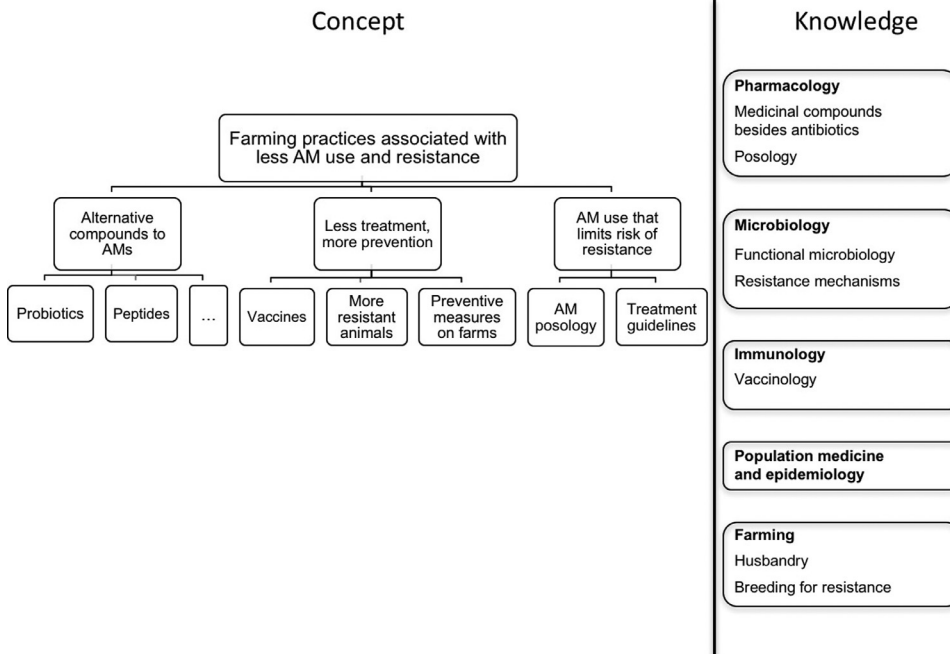 Concept
Knowledge
Farming practices associated with
less AM use and resistance
Alternative
compounds to
AMs
Less treatment,
more prevention
AM use that
limits risk of
resistance
Probiotics
Peptides
...
Vaccines
More
resistant
animals
Preventive
measures
on farms
AM
posology
Treatment
guidelines
Pharmacology
Medicinal compounds
besides antibiotics
Posology
Microbiology
Functional microbiology
Resistance mechanisms
Immunology
Vaccinology
Population medicine
and epidemiology
Farming
Husbandry
Breeding for resistance